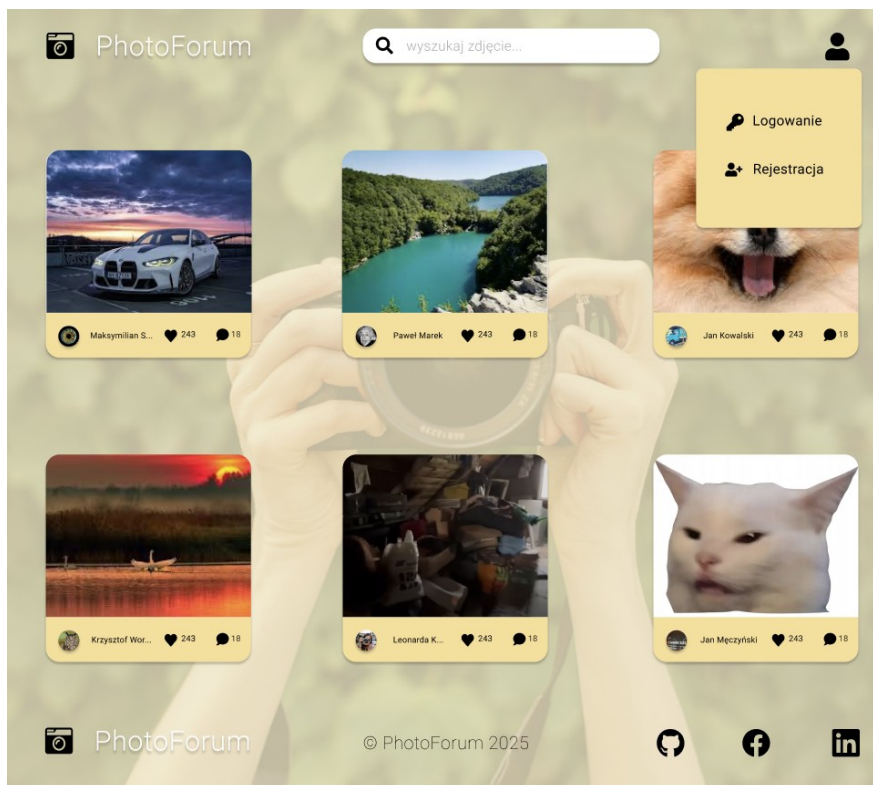 PhotoForum
wyszukaj zdjęcie...
Logowanie
Rejestracja
Maksymilian S... 243 18
Paweł Marek 243 18
Jan Kowalski 243 18
Krzysztof Wor... 243 18
Leonarda K... 243 18
Jan Męczyński 243 18
PhotoForum
© PhotoForum 2025
in